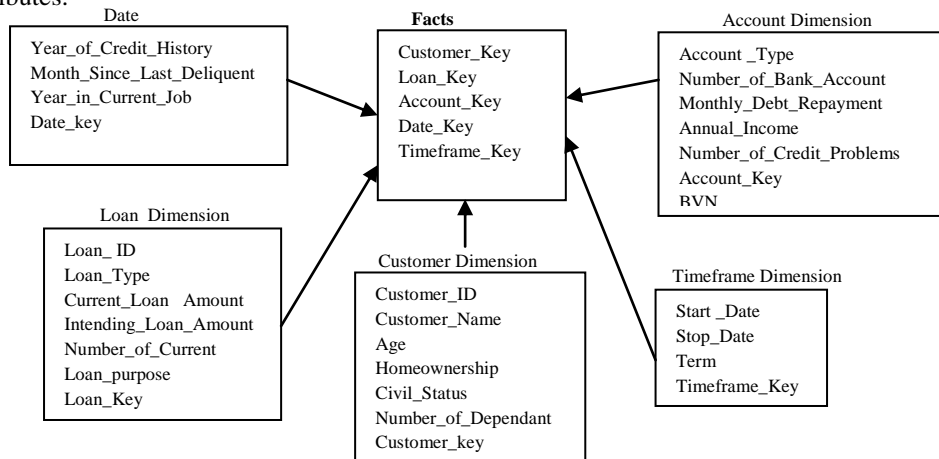 butes.
Date
Year_of_Credit_History
Month_Since_Last_Deliquent
Year_in_Current_Job
Date_key
Facts
Customer_Key
Loan_Key
Account_Key
Date_Key
Timeframe_Key
Account Dimension
Account _Type
Number_of_Bank_Account
Monthly_Debt_Repayment
Annual_Income
Number_of_Credit_Problems
Account_Key
BVN
Loan Dimension
Loan_ ID
Loan_Type
Current_Loan Amount
Intending_Loan_Amount
Number_of_Current
Loan_purpose
Loan_Key
Customer Dimension
Customer_ID
Customer_Name
Age
Homeownership
Civil_Status
Number_of_Dependant
Customer_key
Timeframe Dimension
Start _Date
Stop_Date
Term
Timeframe_Key